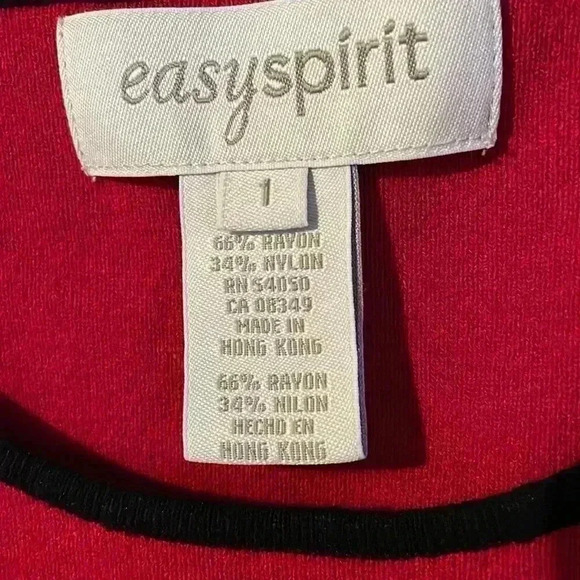 easyspirit
1
66% RAYON
34% NYLON
RN 54050
CA 08349
MADE IN
HONG KONG
66% RAYON
34% NILON
HECHO EN
HONG KONG